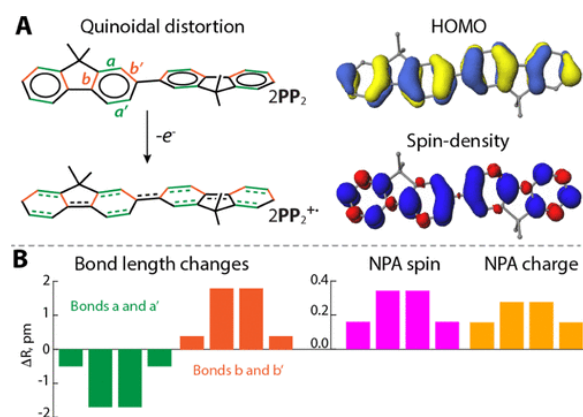 A
Quinoidal distortion
HOMO
a
b'
b
a'
2PP₂
-e⁻
Spin-density
2PP₂⁺•
B
Bond length changes
NPA spin
NPA charge
2
1
0
-1
-2
ΔR, pm
Bonds a and a'
Bonds b and b'
0.4
0.2
0.0